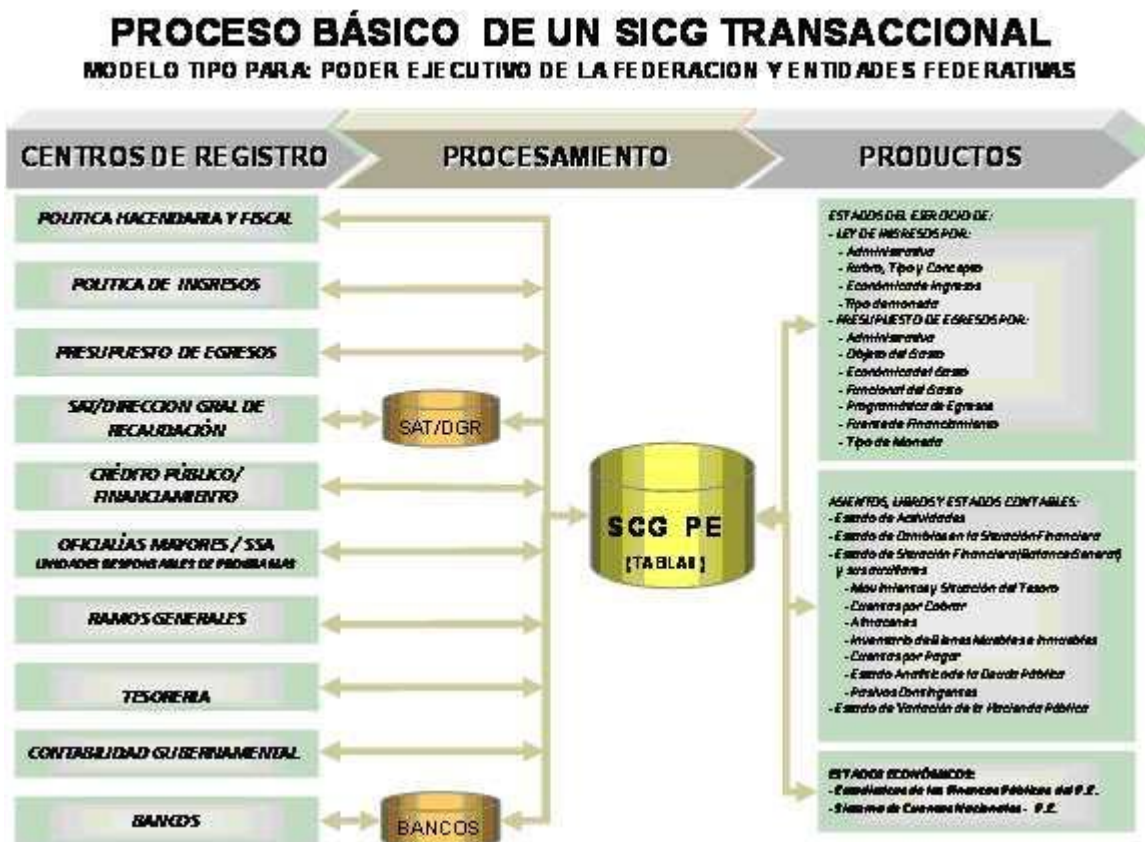 PROCESO BÁSICO DE UN SICG TRANSACCIONAL
MODELO TIPO PARA: PODER EJECUTIVO DE LA FEDERACION Y ENTIDADES FEDERATIVAS
CENTROS DE REGISTRO
PROCESAMIENTO
PRODUCTOS
POLITICA HACENDARIA Y FISCAL
POLITICA DE INGRESOS
PRESUPUESTO DE EGRESOS
SAT/DIRECCION GRAL DE
RECAUDACIÓN
CRÉDITO PÚBLICO/
FINANCIAMIENTO
OFICIALÍAS MAYORES / SSA
UNIDADES RESPONSABLES DE PROGRAMAS
RAMOS GENERALES
TESORERIA
CONTABILIDAD GUBERNAMENTAL
BANCOS
SAT/DGR
BANCOS
SCG PE
(TABLAS)
ESTADOS DEL EJERCICIO DE:
- LEY DE INGRESOS POR:
- Administrativa
- Rubro, Tipo y Concepto
- Económica de Ingresos
- Tipo de moneda
- PRESUPUESTO DE EGRESOS POR:
- Administrativa
- Objeto del Gasto
- Económica del Gasto
- Funcional del Gasto
- Programática de Egresos
- Fuente de Financiamiento
- Tipo de Moneda
ASIENTOS, LIBROS Y ESTADOS CONTABLES:
- Estado de Actividades
- Estado de Cambios en la Situación Financiera
- Estado de Situación Financiera (Balance General)
y sus auxiliares
- Movimientos y Situación del Tesoro
- Cuentas por Cobrar
- Almacenes
- Inventario de Bienes Muebles e Inmuebles
- Cuentas por Pagar
- Estado Analítico de la Deuda Pública
- Pasivos Contingentes
- Estado de Variación de la Hacienda Pública
ESTADOS ECONÓMICOS:
- Estadísticas de las Finanzas Públicas del P.E.
- Sistema de Cuentas Nacionales - P.E.